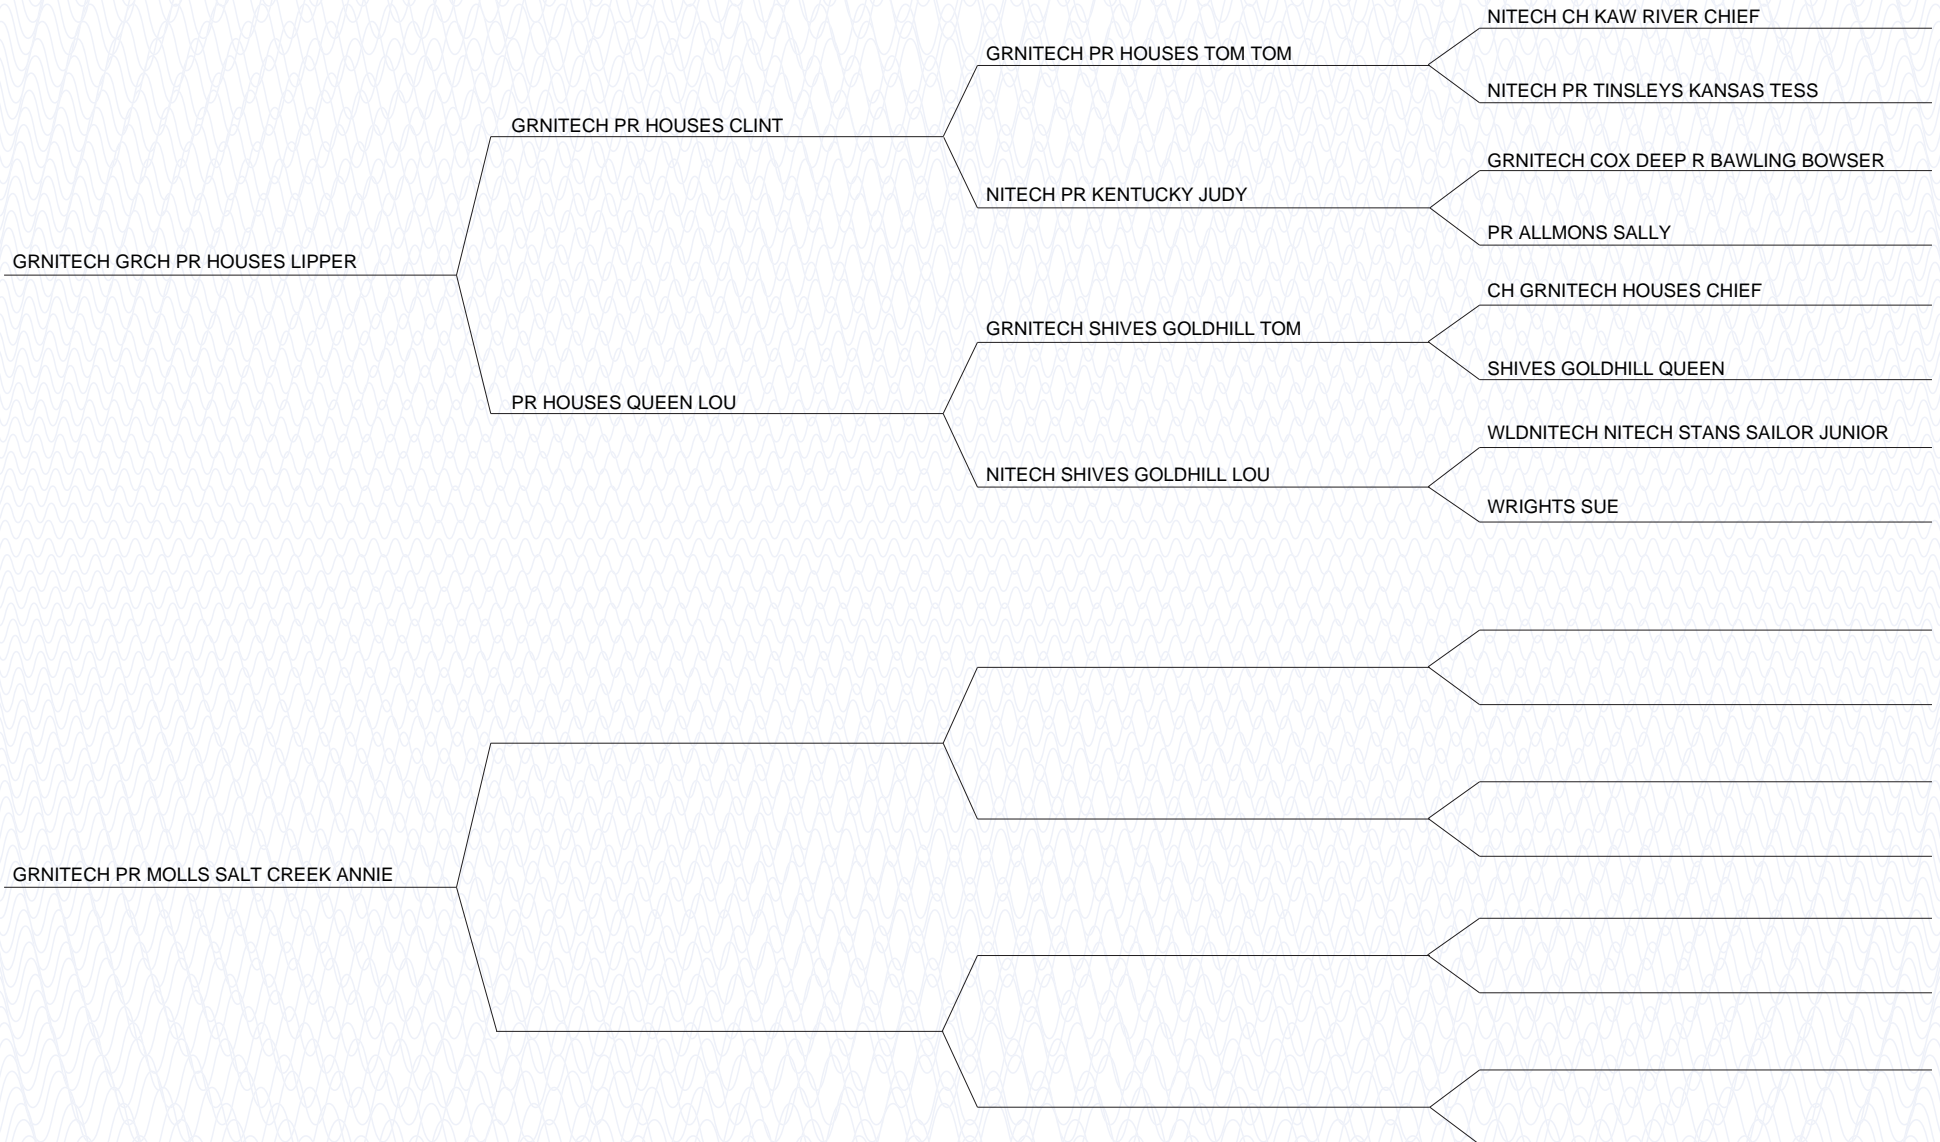 NITECH CH KAW RIVER CHIEF
GRNITECH PR HOUSES TOM TOM
NITECH PR TINSLEYS KANSAS TESS
GRNITECH PR HOUSES CLINT
GRNITECH COX DEEP R BAWLING BOWSER
NITECH PR KENTUCKY JUDY
PR ALLMONS SALLY
GRNITECH GRCH PR HOUSES LIPPER
CH GRNITECH HOUSES CHIEF
GRNITECH SHIVES GOLDHILL TOM
SHIVES GOLDHILL QUEEN
PR HOUSES QUEEN LOU
WLDNITECH NITECH STANS SAILOR JUNIOR
NITECH SHIVES GOLDHILL LOU
WRIGHTS SUE
GRNITECH PR MOLLS SALT CREEK ANNIE